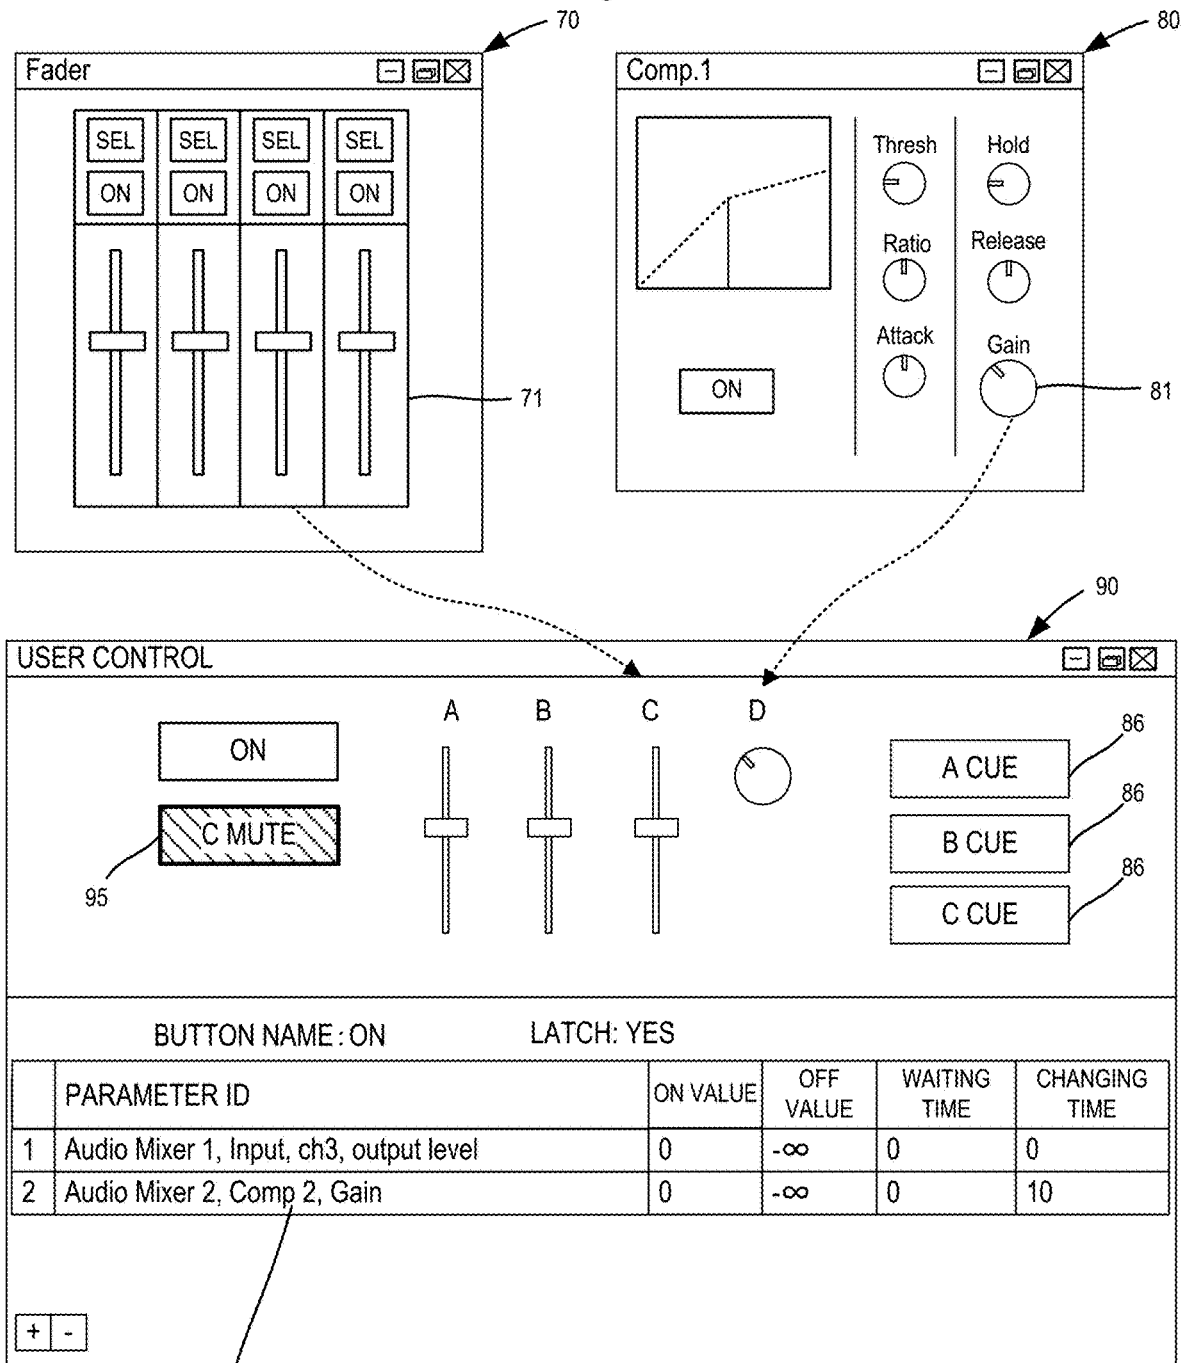 70
80
Fader
Comp.1
SEL SEL SEL SEL
ON ON ON ON
Thresh Hold
Ratio Release
Attack Gain
ON
71
81
90
USER CONTROL
A B C D
ON
C MUTE
95
A CUE
86
B CUE
86
C CUE
86
BUTTON NAME: ON LATCH: YES
PARAMETER ID ON VALUE OFF VALUE WAITING TIME CHANGING TIME
1 Audio Mixer 1, Input, ch3, output level 0 -∞ 0 0
2 Audio Mixer 2, Comp 2, Gain 0 -∞ 0 10
+ -